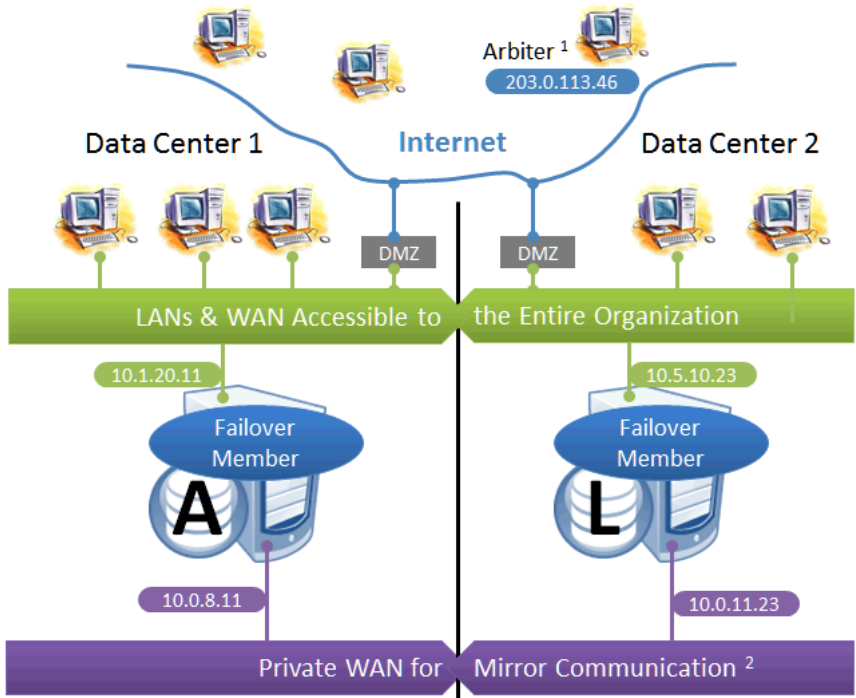 Arbiter 1
203.0.113.46
Data Center 1
Internet
Data Center 2
DMZ
DMZ
LANs & WAN Accessible to the Entire Organization
10.1.20.11
10.5.10.23
Failover
Member
Failover
Member
A
L
10.0.8.11
10.0.11.23
Private WAN for Mirror Communication 2